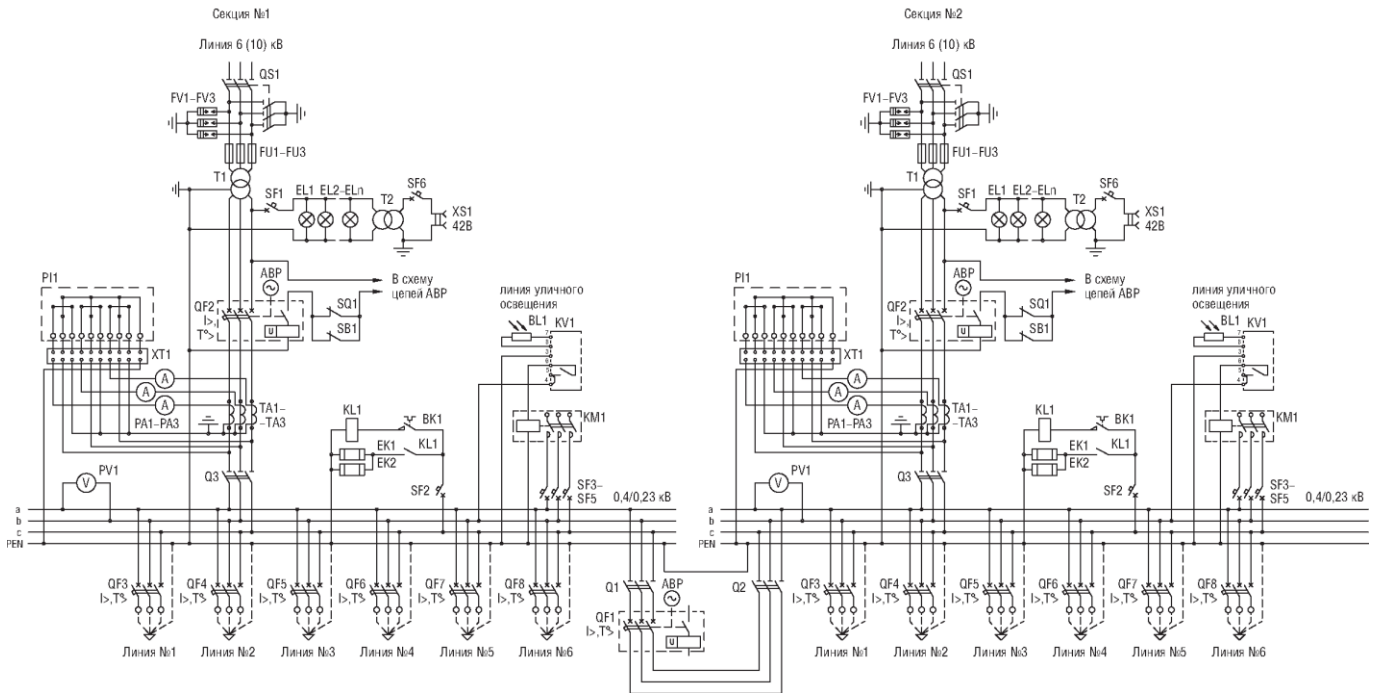 Секция №1
Линия 6 (10) кВ
QS1
FV1–FV3
FU1–FU3
T1
SF1
EL1
EL2–ELn
T2
SF6
XS1
42В
АВР
В схему
цепей АВР
QF2
I>,
T°>
U
SQ1
SB1
PI1
XT1
A
A
A
PA1–PA3
TA1–
–TA3
линия уличного
освещения
BL1
KV1
KM1
KL1
BK1
EK1
KL1
EK2
SF2
SF3–
SF5
PV1
V
Q3
0,4/0,23 кВ
a
b
c
PEN
QF3
I>,T°>
QF4
I>,T°>
QF5
I>,T°>
QF6
I>,T°>
QF7
I>,T°>
QF8
I>,T°>
Линия №1
Линия №2
Линия №3
Линия №4
Линия №5
Линия №6
Q1
АВР
Q2
QF1
I>,T°>
U
Секция №2
Линия 6 (10) кВ
QS1
FV1–FV3
FU1–FU3
T1
SF1
EL1
EL2–ELn
T2
SF6
XS1
42В
АВР
В схему
цепей АВР
QF2
I>,
T°>
U
SQ1
SB1
PI1
XT1
A
A
A
PA1–PA3
TA1–
–TA3
линия уличного
освещения
BL1
KV1
KM1
KL1
BK1
EK1
KL1
EK2
SF2
SF3–
SF5
PV1
V
Q3
0,4/0,23 кВ
a
b
c
PEN
QF3
I>,T°>
QF4
I>,T°>
QF5
I>,T°>
QF6
I>,T°>
QF7
I>,T°>
QF8
I>,T°>
Линия №1
Линия №2
Линия №3
Линия №4
Линия №5
Линия №6